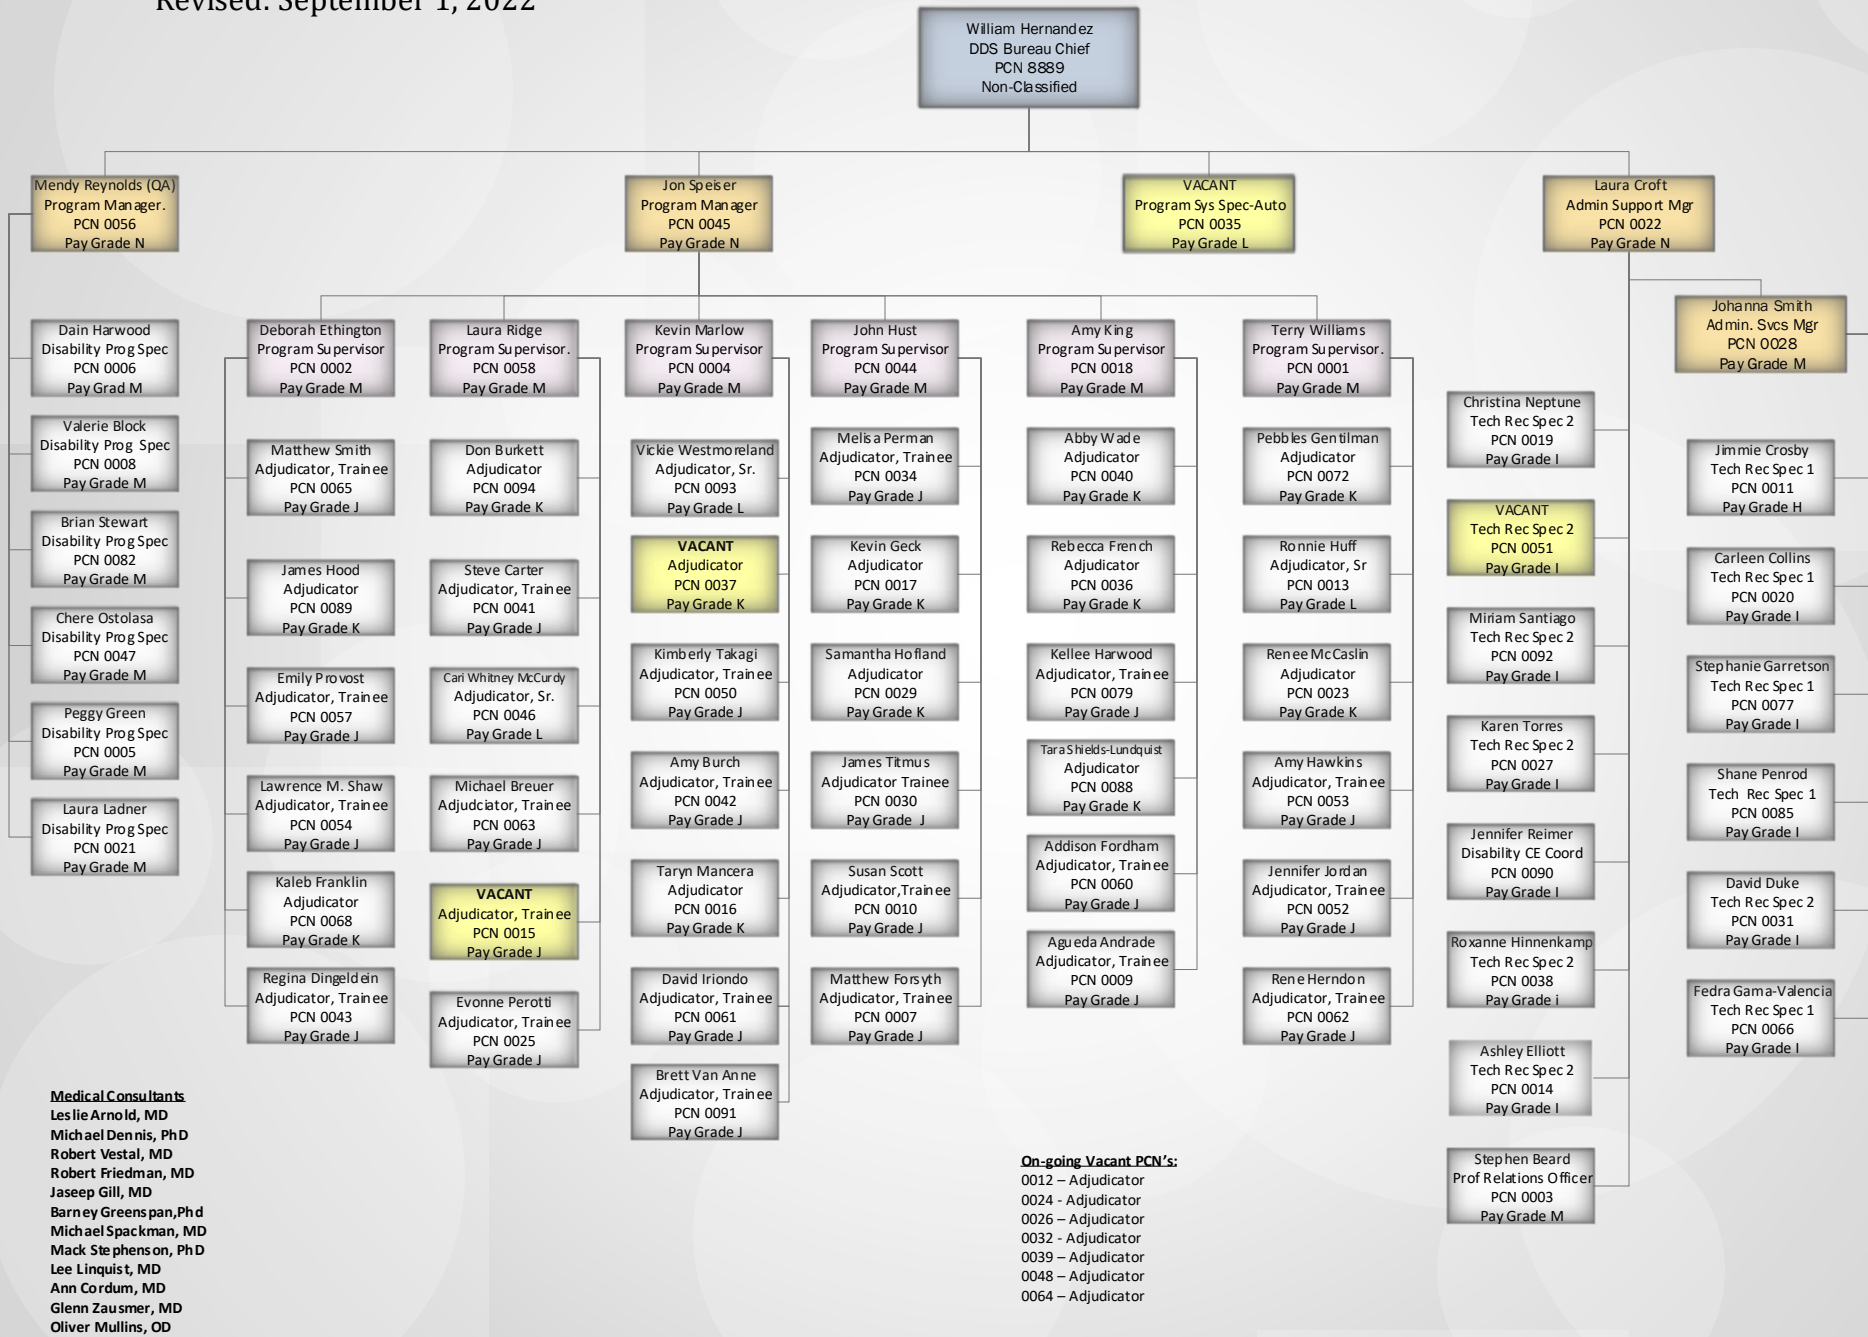 Revised: September 1, 2022
William Hernandez
DDS Bureau Chief
PCN 8889
Non-Classified
Mendy Reynolds (QA)
Program Manager.
PCN 0056
Pay Grade N
Jon Speiser
Program Manager
PCN 0045
Pay Grade N
VACANT
Program Sys Spec-Auto
PCN 0035
Pay Grade L
Laura Croft
Admin Support Mgr
PCN 0022
Pay Grade N
Johanna Smith
Admin. Svcs Mgr
PCN 0028
Pay Grade M
Dain Harwood
Disability Prog Spec
PCN 0006
Pay Grad M
Valerie Block
Disability Prog Spec
PCN 0008
Pay Grade M
Brian Stewart
Disability Prog Spec
PCN 0082
Pay Grade M
Chere Ostolasa
Disability Prog Spec
PCN 0047
Pay Grade M
Peggy Green
Disability Prog Spec
PCN 0005
Pay Grade M
Laura Ladner
Disability Prog Spec
PCN 0021
Pay Grade M
Deborah Ethington
Program Supervisor
PCN 0002
Pay Grade M
Matthew Smith
Adjudicator, Trainee
PCN 0065
Pay Grade J
James Hood
Adjudicator
PCN 0089
Pay Grade K
Emily Provost
Adjudicator, Trainee
PCN 0057
Pay Grade J
Lawrence M. Shaw
Adjudicator, Trainee
PCN 0054
Pay Grade J
Kaleb Franklin
Adjudicator
PCN 0068
Pay Grade K
Regina Dingeldein
Adjudicator, Trainee
PCN 0043
Pay Grade J
Laura Ridge
Program Supervisor.
PCN 0058
Pay Grade M
Don Burkett
Adjudicator
PCN 0094
Pay Grade K
Steve Carter
Adjudicator, Trainee
PCN 0041
Pay Grade J
Cari Whitney McCurdy
Adjudicator, Sr.
PCN 0046
Pay Grade L
Michael Breuer
Adjudciator, Trainee
PCN 0063
Pay Grade J
VACANT
Adjudicator, Trainee
PCN 0015
Pay Grade J
Evonne Perotti
Adjudicator, Trainee
PCN 0025
Pay Grade J
Kevin Marlow
Program Supervisor
PCN 0004
Pay Grade M
Vickie Westmoreland
Adjudicator, Sr.
PCN 0093
Pay Grade L
VACANT
Adjudicator
PCN 0037
Pay Grade K
Kimberly Takagi
Adjudicator, Trainee
PCN 0050
Pay Grade J
Amy Burch
Adjudicator, Trainee
PCN 0042
Pay Grade J
Taryn Mancera
Adjudicator
PCN 0016
Pay Grade K
David Iriondo
Adjudicator, Trainee
PCN 0061
Pay Grade J
Brett Van Anne
Adjudicator, Trainee
PCN 0091
Pay Grade J
John Hust
Program Supervisor
PCN 0044
Pay Grade M
Melisa Perman
Adjudicator, Trainee
PCN 0034
Pay Grade J
Kevin Geck
Adjudicator
PCN 0017
Pay Grade K
Samantha Hofland
Adjudicator
PCN 0029
Pay Grade K
James Titmus
Adjudicator Trainee
PCN 0030
Pay Grade J
Susan Scott
Adjudicator,Trainee
PCN 0010
Pay Grade J
Matthew Forsyth
Adjudicator, Trainee
PCN 0007
Pay Grade J
Amy King
Program Supervisor
PCN 0018
Pay Grade M
Abby Wade
Adjudicator
PCN 0040
Pay Grade K
Rebecca French
Adjudicator
PCN 0036
Pay Grade K
Kellee Harwood
Adjudicator, Trainee
PCN 0079
Pay Grade J
Tara Shields-Lundquist
Adjudicator
PCN 0088
Pay Grade K
Addison Fordham
Adjudicator, Trainee
PCN 0060
Pay Grade J
Agueda Andrade
Adjudicator, Trainee
PCN 0009
Pay Grade J
Terry Williams
Program Supervisor.
PCN 0001
Pay Grade M
Pebbles Gentilman
Adjudicator
PCN 0072
Pay Grade K
Ronnie Huff
Adjudicator, Sr
PCN 0013
Pay Grade L
Renee McCaslin
Adjudicator
PCN 0023
Pay Grade K
Amy Hawkins
Adjudicator, Trainee
PCN 0053
Pay Grade J
Jennifer Jordan
Adjudicator, Trainee
PCN 0052
Pay Grade J
Rene Herndon
Adjudicator, Trainee
PCN 0062
Pay Grade J
Christina Neptune
Tech Rec Spec 2
PCN 0019
Pay Grade I
VACANT
Tech Rec Spec 2
PCN 0051
Pay Grade I
Miriam Santiago
Tech Rec Spec 2
PCN 0092
Pay Grade I
Karen Torres
Tech Rec Spec 2
PCN 0027
Pay Grade I
Jennifer Reimer
Disability CE Coord
PCN 0090
Pay Grade I
Roxanne Hinnenkamp
Tech Rec Spec 2
PCN 0038
Pay Grade i
Ashley Elliott
Tech Rec Spec 2
PCN 0014
Pay Grade I
Stephen Beard
Prof Relations Officer
PCN 0003
Pay Grade M
Jimmie Crosby
Tech Rec Spec 1
PCN 0011
Pay Grade H
Carleen Collins
Tech Rec Spec 1
PCN 0020
Pay Grade I
Stephanie Garretson
Tech Rec Spec 1
PCN 0077
Pay Grade I
Shane Penrod
Tech Rec Spec 1
PCN 0085
Pay Grade I
David Duke
Tech Rec Spec 2
PCN 0031
Pay Grade I
Fedra Gama-Valencia
Tech Rec Spec 1
PCN 0066
Pay Grade I
Medical Consultants
Leslie Arnold, MD
Michael Dennis, PhD
Robert Vestal, MD
Robert Friedman, MD
Jaseep Gill, MD
Barney Greenspan,Phd
Michael Spackman, MD
Mack Stephenson, PhD
Lee Linquist, MD
Ann Cordum, MD
Glenn Zausmer, MD
Oliver Mullins, OD
On-going Vacant PCN's:
0012 – Adjudicator
0024 - Adjudicator
0026 – Adjudicator
0032 - Adjudicator
0039 – Adjudicator
0048 – Adjudicator
0064 – Adjudicator